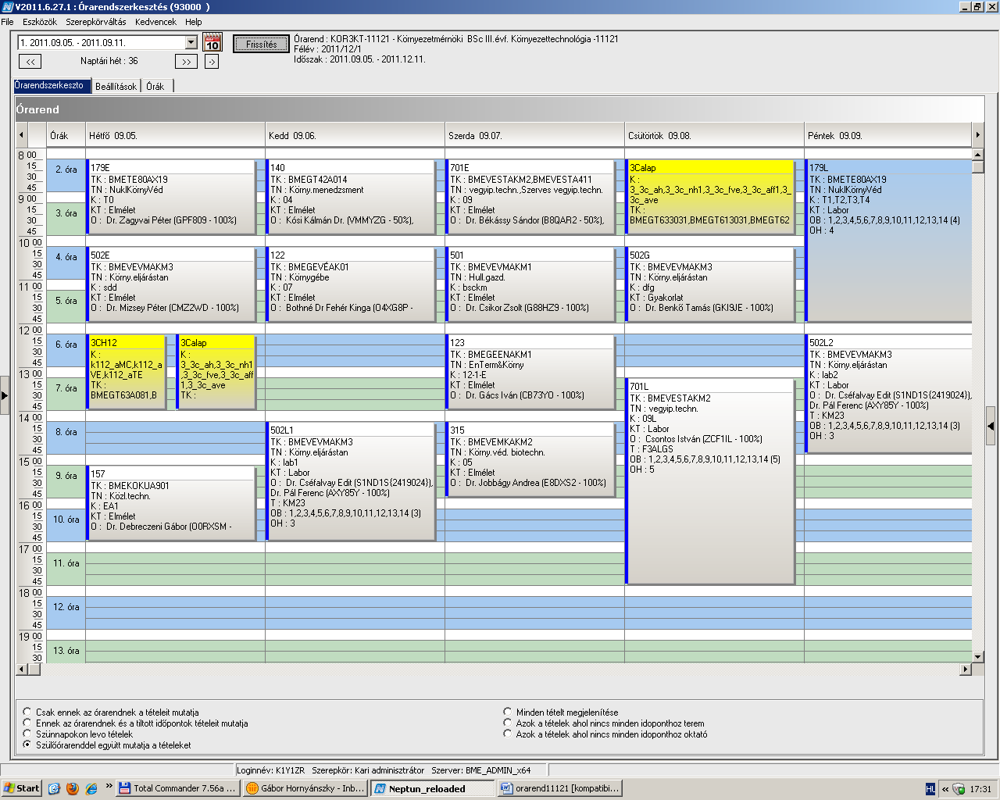 V2011.6.27.1 : Órarendszerkesztés (93000 )
File Eszközök Szerepkörváltás Kedvencek Help
1. 2011.09.05. - 2011.09.11.
10
Frissítés
Órarend : KOR3KT-11121 - Környezetmérnöki BSc III.évf. Környezettechnológia -11121
Félév : 2011/12/1
Időszak : 2011.09.05. - 2011.12.11.
<< Naptári hét : 36 >> ->
Órarendszerkeszto Beállítások Órák
Órarend
Órák Hétfő 09.05. Kedd 09.06. Szerda 09.07. Csütörtök 09.08. Péntek 09.09.
8 00
15
30
45
9 00
15
30
45
10 00
15
30
45
11 00
15
30
45
12 00
15
30
45
13 00
15
30
45
14 00
15
30
45
15 00
15
30
45
16 00
15
30
45
17 00
15
30
45
18 00
15
30
45
19 00
15
30
2. óra
3. óra
4. óra
5. óra
6. óra
7. óra
8. óra
9. óra
10. óra
11. óra
12. óra
13. óra
179E
TK : BMETE80AX19
TN : NuklKörnyVéd
K : T0
KT : Elmélet
O : Dr. Zagyvai Péter (GPF809 - 100%)
502E
TK : BMEVEVMAKM3
TN : Körny.eljárástan
K : sdd
KT : Elmélet
O : Dr. Mizsey Péter (CMZ2WD - 100%)
3CH12
K :
k112_aMC,k112_a
VE,k112_aTE
TK :
BMEGT63A081,B
3Calap
K :
3_3c_ah,3_3c_nh1
,3_3c_fve,3_3c_aff
1,3_3c_ave
TK :
157
TK : BMEKOKUA901
TN : Közl.techn.
K : EA1
KT : Elmélet
O : Dr. Debreczeni Gábor (O0RXSM -
140
TK : BMEGT42A014
TN : Körny.menedzsment
K : 04
KT : Elmélet
O : Kósi Kálmán Dr. (VMMYZG - 50%),
122
TK : BMEGEVÉAK01
TN : Környgébe
K : 07
KT : Elmélet
O : Bothné Dr Fehér Kinga (O4XG8P -
502L1
TK : BMEVEVMAKM3
TN : Körny.eljárástan
K : lab1
KT : Labor
O : Dr. Cséfalvay Edit (S1ND1S{2419024}),
Dr. Pál Ferenc (AXY85Y - 100%)
T : KM23
OB : 1,2,3,4,5,6,7,8,9,10,11,12,13,14 (3)
OH : 3
701E
TK : BMEVESTAKM2,BMEVESTA411
TN : vegyip.techn.,Szerves vegyip.techn.
K : 09
KT : Elmélet
O : Dr. Békássy Sándor (B8QAR2 - 50%),
501
TK : BMEVEVMAKM1
TN : Hull.gazd.
K : bsckm
KT : Elmélet
O : Dr. Csikor Zsolt (G88HZ9 - 100%)
123
TK : BMEGEENAKM1
TN : EnTerm&Körny
K : 12-1-E
KT : Elmélet
O : Dr. Gács Iván (CB73YO - 100%)
315
TK : BMEVEMKAKM2
TN : Körny.véd. biotechn.
K : 05
KT : Elmélet
O : Dr. Jobbágy Andrea (E8DXS2 - 100%)
3Calap
K :
3_3c_ah,3_3c_nh1,3_3c_fve,3_3c_aff1,3_
3c_ave
TK :
BMEGT633031,BMEGT613031,BMEGT62
502G
TK : BMEVEVMAKM3
TN : Körny.eljárástan
K : dfg
KT : Gyakorlat
O : Dr. Benkő Tamás (GKI9JE - 100%)
701L
TK : BMEVESTAKM2
TN : vegyip.techn.
K : 09L
KT : Labor
O : Csontos István (ZCF1IL - 100%)
T : F3ALGS
OB : 1,2,3,4,5,6,7,8,9,10,11,12,13,14 (5)
OH : 5
179L
TK : BMETE80AX19
TN : NuklKörnyVéd
K : T1,T2,T3,T4
KT : Labor
OB : 1,2,3,4,5,6,7,8,9,10,11,12,13,14 (4)
OH : 4
502L2
TK : BMEVEVMAKM3
TN : Körny.eljárástan
K : lab2
KT : Labor
O : Dr. Cséfalvay Edit (S1ND1S{2419024}),
Dr. Pál Ferenc (AXY85Y - 100%)
T : KM23
OB : 1,2,3,4,5,6,7,8,9,10,11,12,13,14 (3)
OH : 3
Csak ennek az órarendnek a tételeit mutatja
Ennek az órarendnek és a tiltott időpontok tételeit mutatja
Szünnapokon levo tételek
Szülőórarenddel együtt mutatja a tételeket
Minden tételt megjelenítése
Azok a tételek ahol nincs minden idoponthoz terem
Azok a tételek ahol nincs minden idoponthoz oktató
Loginnév: K1Y1ZR Szerepkör: Kari adminisztrátor Szerver: BME_ADMIN_x64
Start » Total Commander 7.56a ... Gábor Hornyánszky - Inb... Neptun_reloaded orarend11121 [kompatibi... HU « 17:31